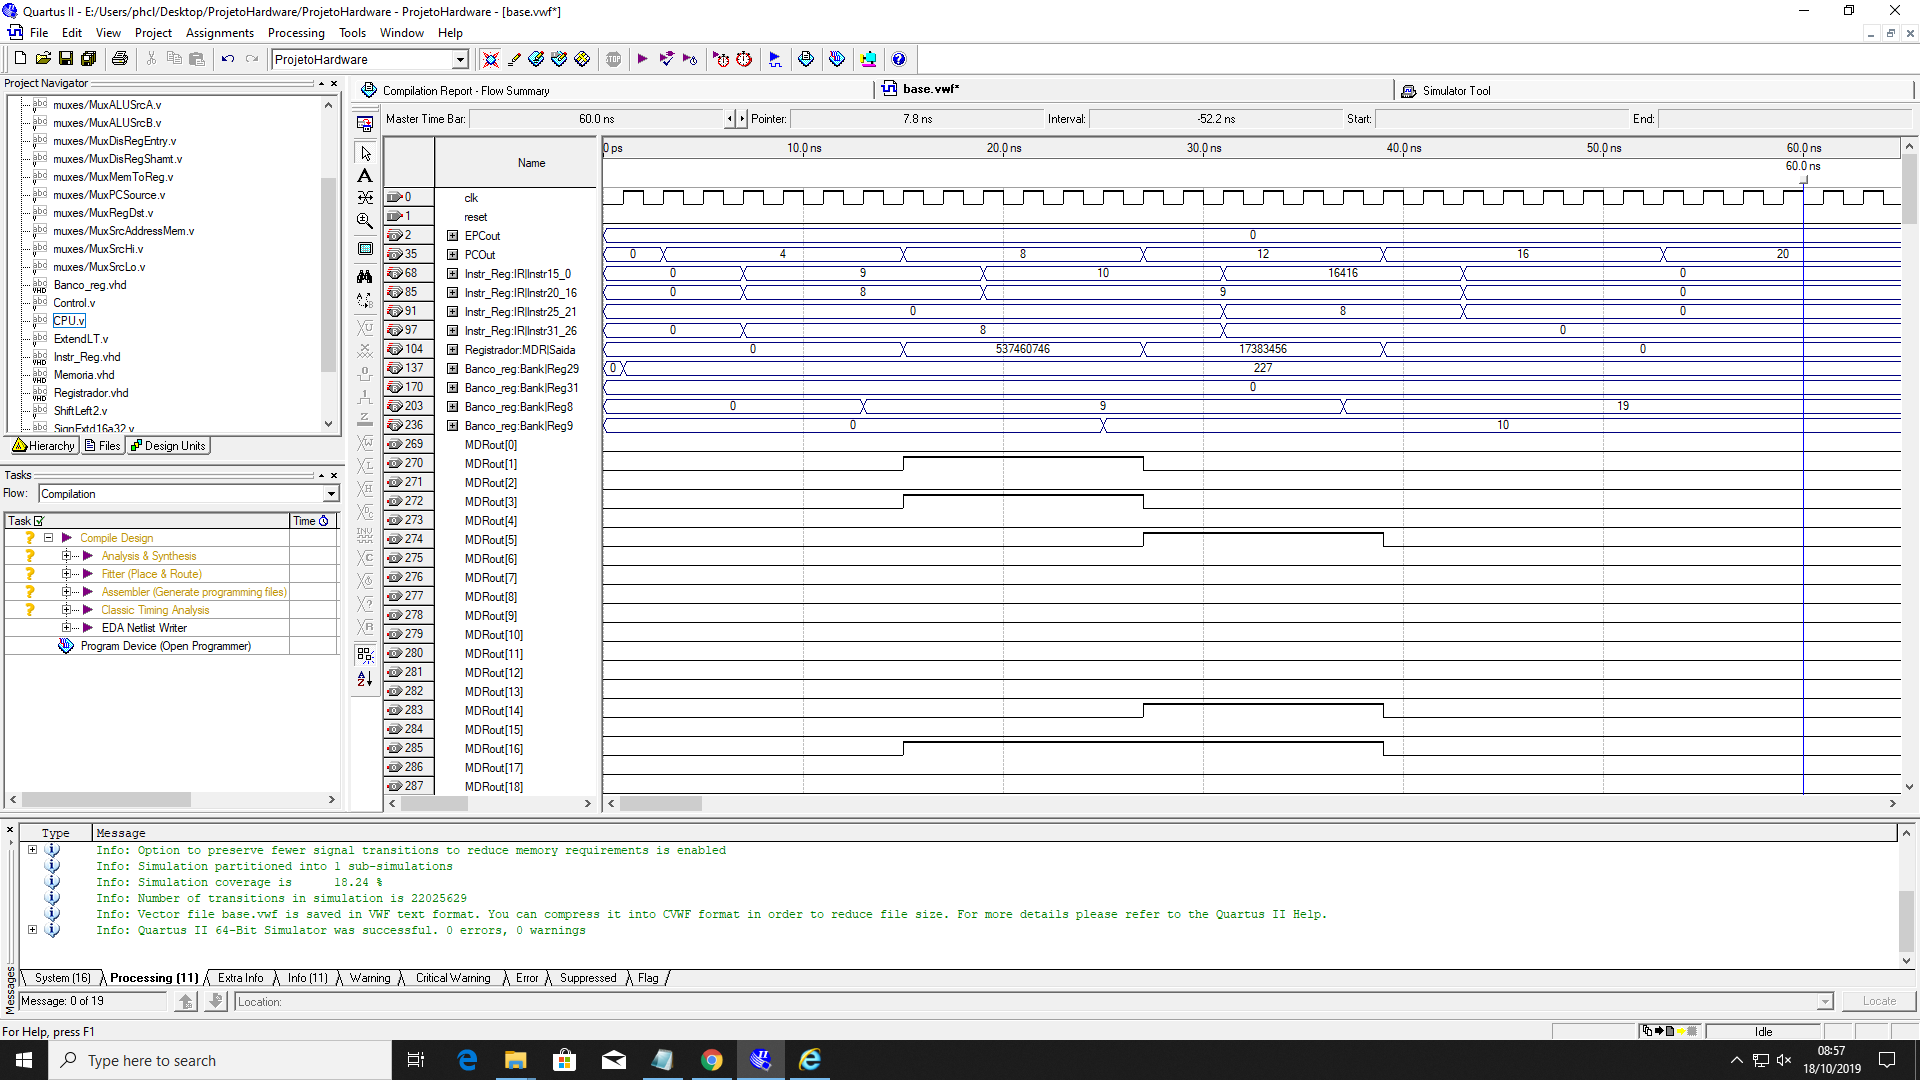 Quartus II - E:/Users/phcl/Desktop/ProjetoHardware/ProjetoHardware - ProjetoHardware - [base.vwf*]
File Edit View Project Assignments Processing Tools Window Help
ProjetoHardware
Project Navigator
muxes/MuxALUSrcA.v
muxes/MuxALUSrcB.v
muxes/MuxDisRegEntry.v
muxes/MuxDisRegShamt.v
muxes/MuxMemToReg.v
muxes/MuxPCSource.v
muxes/MuxRegDst.v
muxes/MuxSrcAddressMem.v
muxes/MuxSrcHi.v
muxes/MuxSrcLo.v
Banco_reg.vhd
Control.v
CPU.v
ExtendLT.v
Instr_Reg.vhd
Memoria.vhd
Registrador.vhd
ShiftLeft2.v
SignExtd16a32.v
Hierarchy Files Design Units
Tasks
Flow: Compilation
Task Time
Compile Design
Analysis & Synthesis
Fitter (Place & Route)
Assembler (Generate programming files)
Classic Timing Analysis
EDA Netlist Writer
Program Device (Open Programmer)
Compilation Report - Flow Summary base.vwf* Simulator Tool
Master Time Bar: 60.0 ns Pointer: 7.8 ns Interval: -52.2 ns Start: End:
Name
0 ps 10.0 ns 20.0 ns 30.0 ns 40.0 ns 50.0 ns 60.0 ns
60.0 ns
0 clk
1 reset
2 EPCout 0
35 PCOut 0 4 8 12 16 20
68 Instr_Reg:IR|Instr15_0 0 9 10 16416 0
85 Instr_Reg:IR|Instr20_16 0 8 9 0
91 Instr_Reg:IR|Instr25_21 0 8 0
97 Instr_Reg:IR|Instr31_26 0 8 0
104 Registrador:MDR|Saida 0 537460746 17383456 0
137 Banco_reg:Bank|Reg29 0 227
170 Banco_reg:Bank|Reg31 0
203 Banco_reg:Bank|Reg8 0 9 19
236 Banco_reg:Bank|Reg9 0 10
269 MDRout[0]
270 MDRout[1]
271 MDRout[2]
272 MDRout[3]
273 MDRout[4]
274 MDRout[5]
275 MDRout[6]
276 MDRout[7]
277 MDRout[8]
278 MDRout[9]
279 MDRout[10]
280 MDRout[11]
281 MDRout[12]
282 MDRout[13]
283 MDRout[14]
284 MDRout[15]
285 MDRout[16]
286 MDRout[17]
287 MDRout[18]
Type Message
Info: Option to preserve fewer signal transitions to reduce memory requirements is enabled
Info: Simulation partitioned into 1 sub-simulations
Info: Simulation coverage is 18.24 %
Info: Number of transitions in simulation is 22025629
Info: Vector file base.vwf is saved in VWF text format. You can compress it into CVWF format in order to reduce file size. For more details please refer to the Quartus II Help.
Info: Quartus II 64-Bit Simulator was successful. 0 errors, 0 warnings
System (16) Processing (11) Extra Info Info (11) Warning Critical Warning Error Suppressed Flag
Messages
Message: 0 of 19 Location: Locate
For Help, press F1 Idle
Type here to search
08:57
18/10/2019